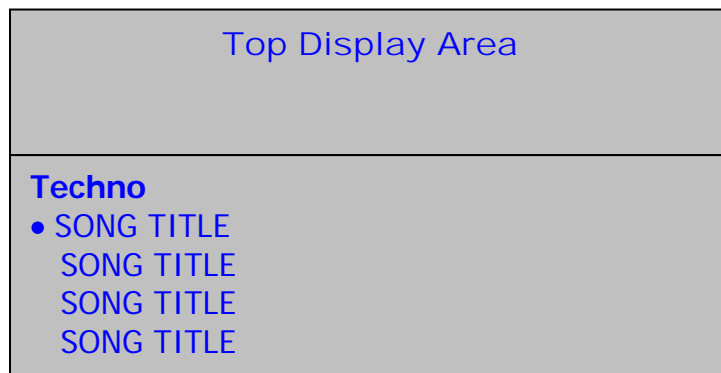 Top Display Area
Techno
• SONG TITLE
SONG TITLE
SONG TITLE
SONG TITLE